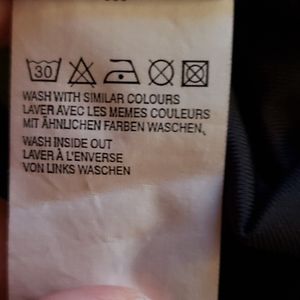 30
WASH WITH SIMILAR COLOURS
LAVER AVEC LES MEMES COULEURS
MIT ÄHNLICHEN FARBEN WASCHEN,
WASH INSIDE OUT
LAVER À L'ENVERSE
VON LINKS WASCHEN